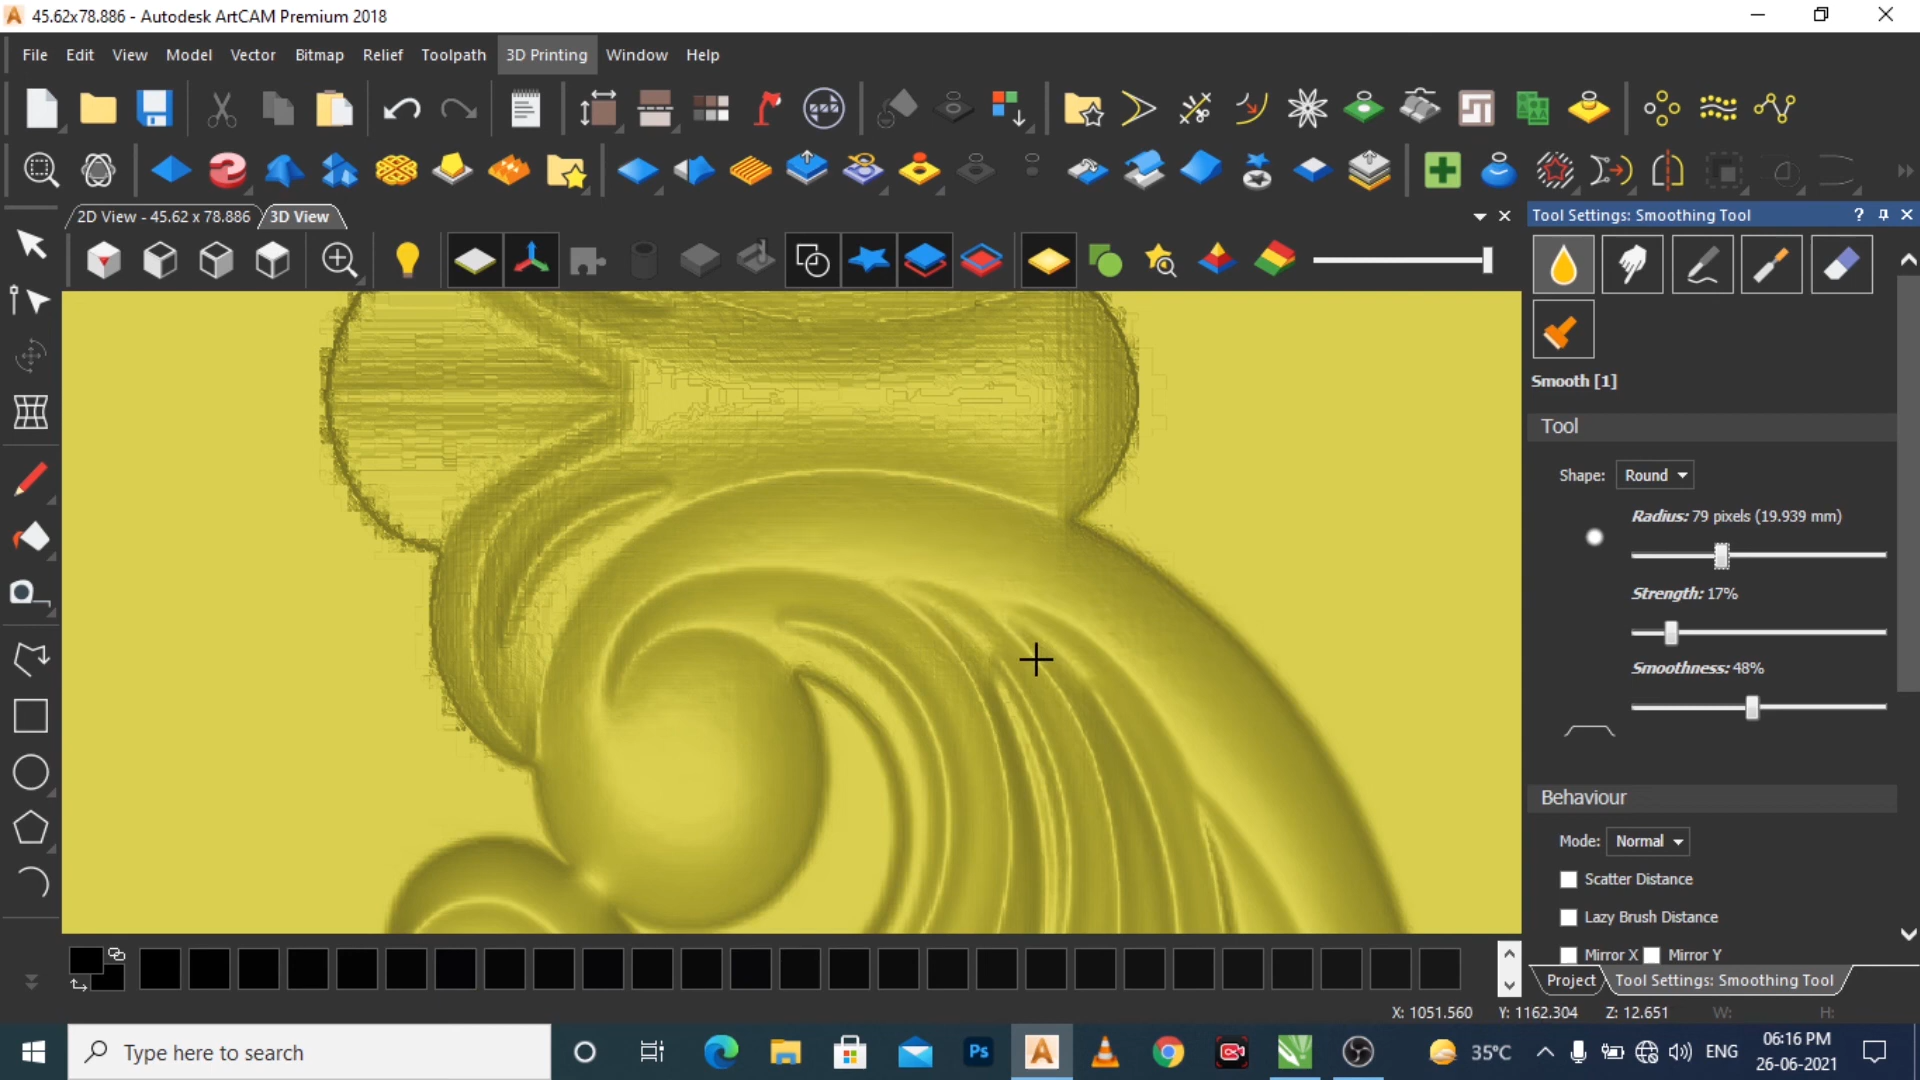 45.62x78.886 - Autodesk ArtCAM Premium 2018
File Edit View Model Vector Bitmap Relief Toolpath 3D Printing Window Help
2D View - 45.62 x 78.886 3D View
Tool Settings: Smoothing Tool
Smooth [1]
Tool
Shape: Round
Radius: 79 pixels (19.939 mm)
Strength: 17%
Smoothness: 48%
Behaviour
Mode: Normal
Scatter Distance
Lazy Brush Distance
Mirror X Mirror Y
Project Tool Settings: Smoothing Tool
X: 1051.560 Y: 1162.304 Z: 12.651 W: H:
Type here to search
Ps
35°C
ENG
06:16 PM
26-06-2021